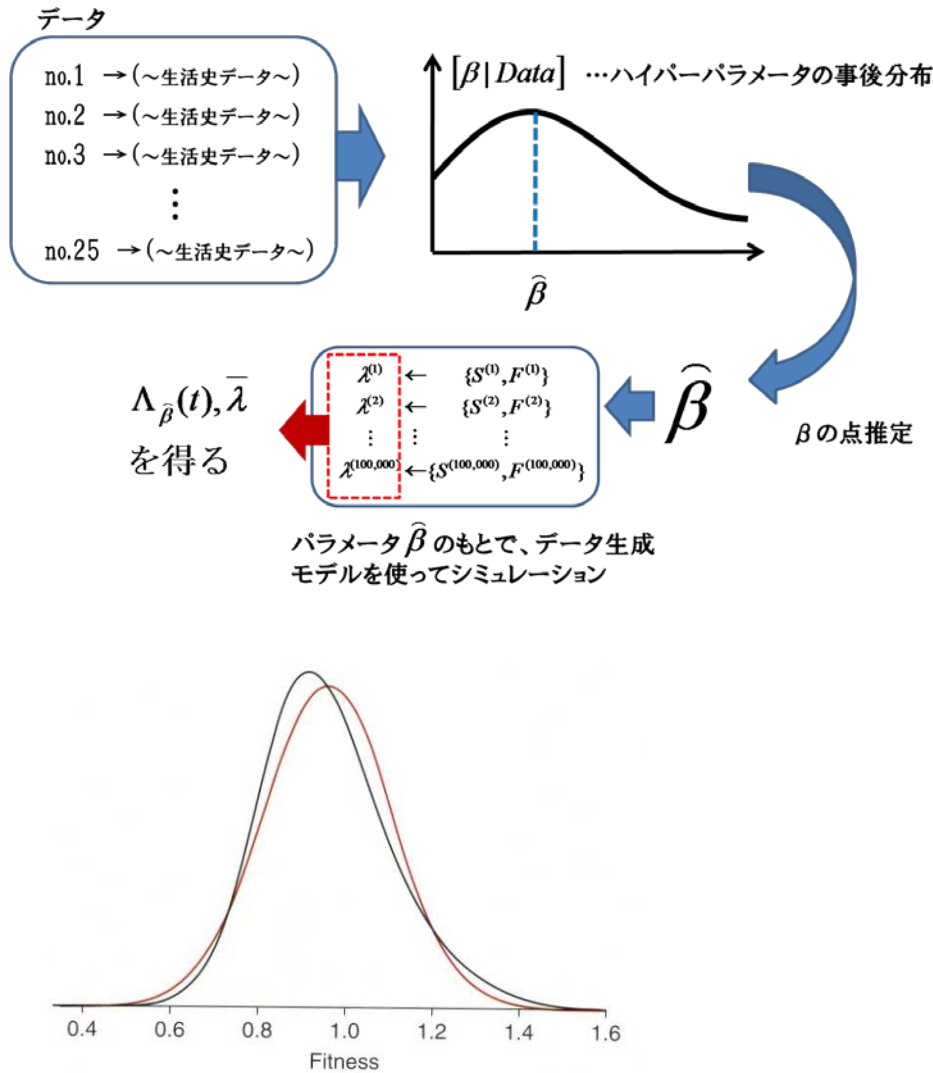 データ
no.1 →(~生活史データ~)
no.2 →(~生活史データ~)
no.3 →(~生活史データ~)
⋮
no.25 →(~生活史データ~)
[β|Data] …ハイパーパラメータの事後分布
β̂
β̂
βの点推定
λ⁽¹⁾ ← {S⁽¹⁾,F⁽¹⁾}
λ⁽²⁾ ← {S⁽²⁾,F⁽²⁾}
⋮ ⋮ ⋮
λ⁽¹⁰⁰,⁰⁰⁰⁾ ←{S⁽¹⁰⁰,⁰⁰⁰⁾,F⁽¹⁰⁰,⁰⁰⁰⁾}
Λ_β̂(t), λ̄
を得る
パラメータ β̂ のもとで、データ生成
モデルを使ってシミュレーション
0.4 0.6 0.8 1.0 1.2 1.4 1.6
Fitness